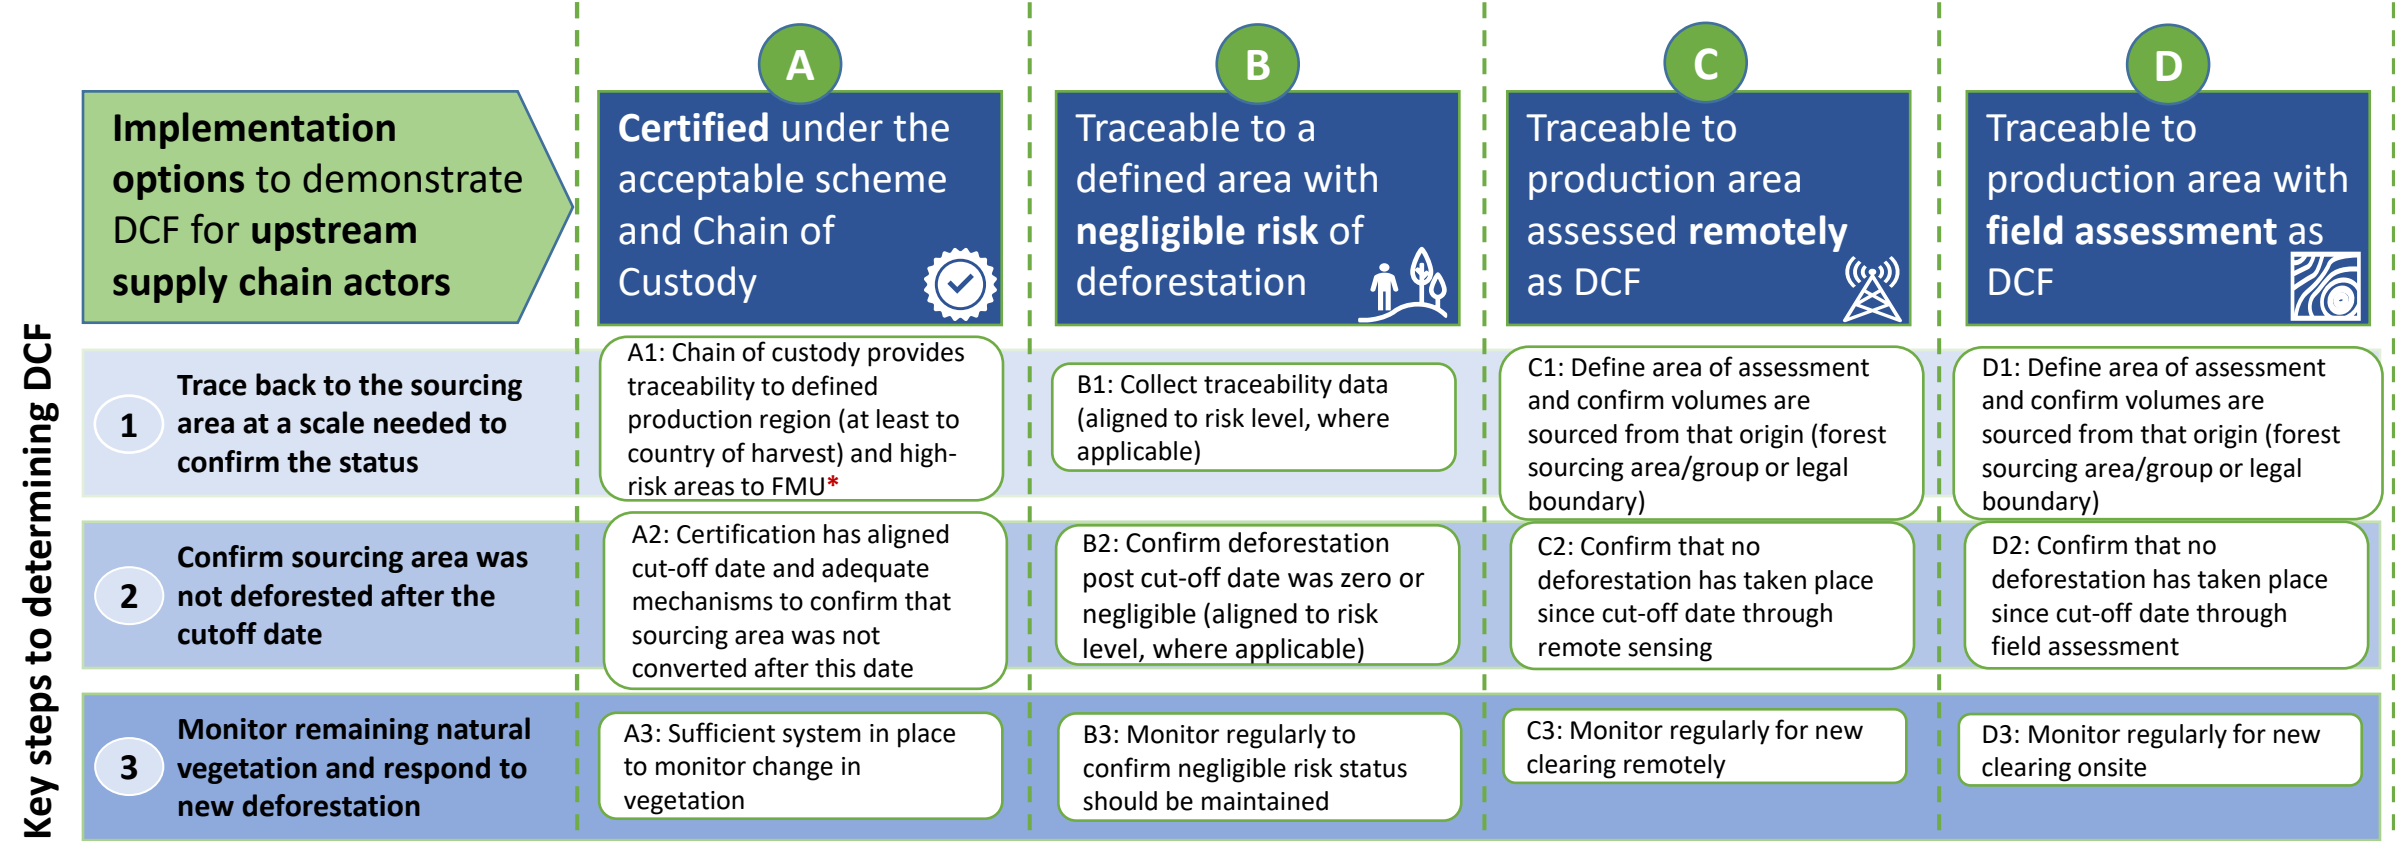 A
B
C
D
Implementation
options to demonstrate
DCF for upstream
supply chain actors
Certified under the
acceptable scheme
and Chain of
Custody
Traceable to a
defined area with
negligible risk of
deforestation
Traceable to
production area
assessed remotely
as DCF
Traceable to
production area with
field assessment as
DCF
Key steps to determining DCF
1
Trace back to the sourcing
area at a scale needed to
confirm the status
A1: Chain of custody provides
traceability to defined
production region (at least to
country of harvest) and high-
risk areas to FMU*
B1: Collect traceability data
(aligned to risk level, where
applicable)
C1: Define area of assessment
and confirm volumes are
sourced from that origin (forest
sourcing area/group or legal
boundary)
D1: Define area of assessment
and confirm volumes are
sourced from that origin (forest
sourcing area/group or legal
boundary)
2
Confirm sourcing area was
not deforested after the
cutoff date
A2: Certification has aligned
cut-off date and adequate
mechanisms to confirm that
sourcing area was not
converted after this date
B2: Confirm deforestation
post cut-off date was zero or
negligible (aligned to risk
level, where applicable)
C2: Confirm that no
deforestation has taken place
since cut-off date through
remote sensing
D2: Confirm that no
deforestation has taken place
since cut-off date through
field assessment
3
Monitor remaining natural
vegetation and respond to
new deforestation
A3: Sufficient system in place
to monitor change in
vegetation
B3: Monitor regularly to
confirm negligible risk status
should be maintained
C3: Monitor regularly for new
clearing remotely
D3: Monitor regularly for new
clearing onsite